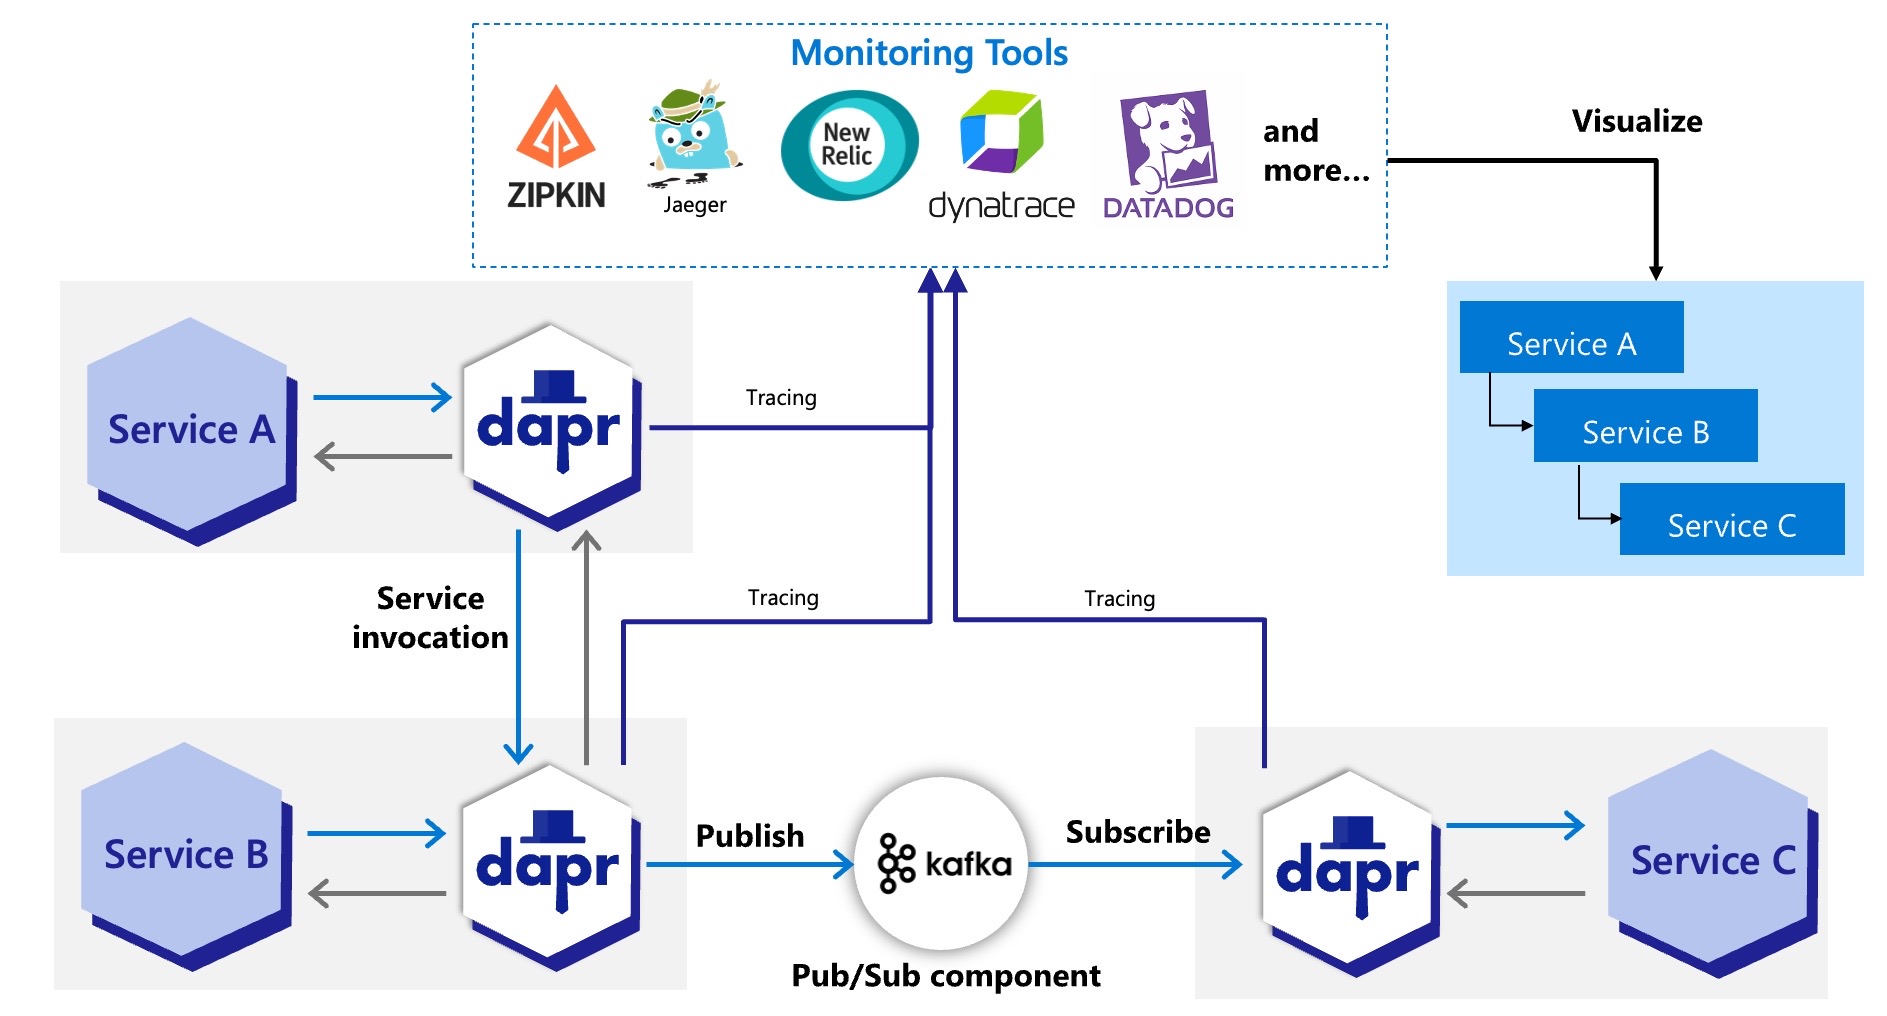 Monitoring Tools
ZIPKIN
Jaeger
New
Relic
dynatrace
DATADOG
and
more...
Visualize
Service A
dapr
Tracing
Service A
Service B
Service C
Service
invocation
Tracing
Tracing
Service B
dapr
Publish
kafka
Subscribe
dapr
Service C
Pub/Sub component